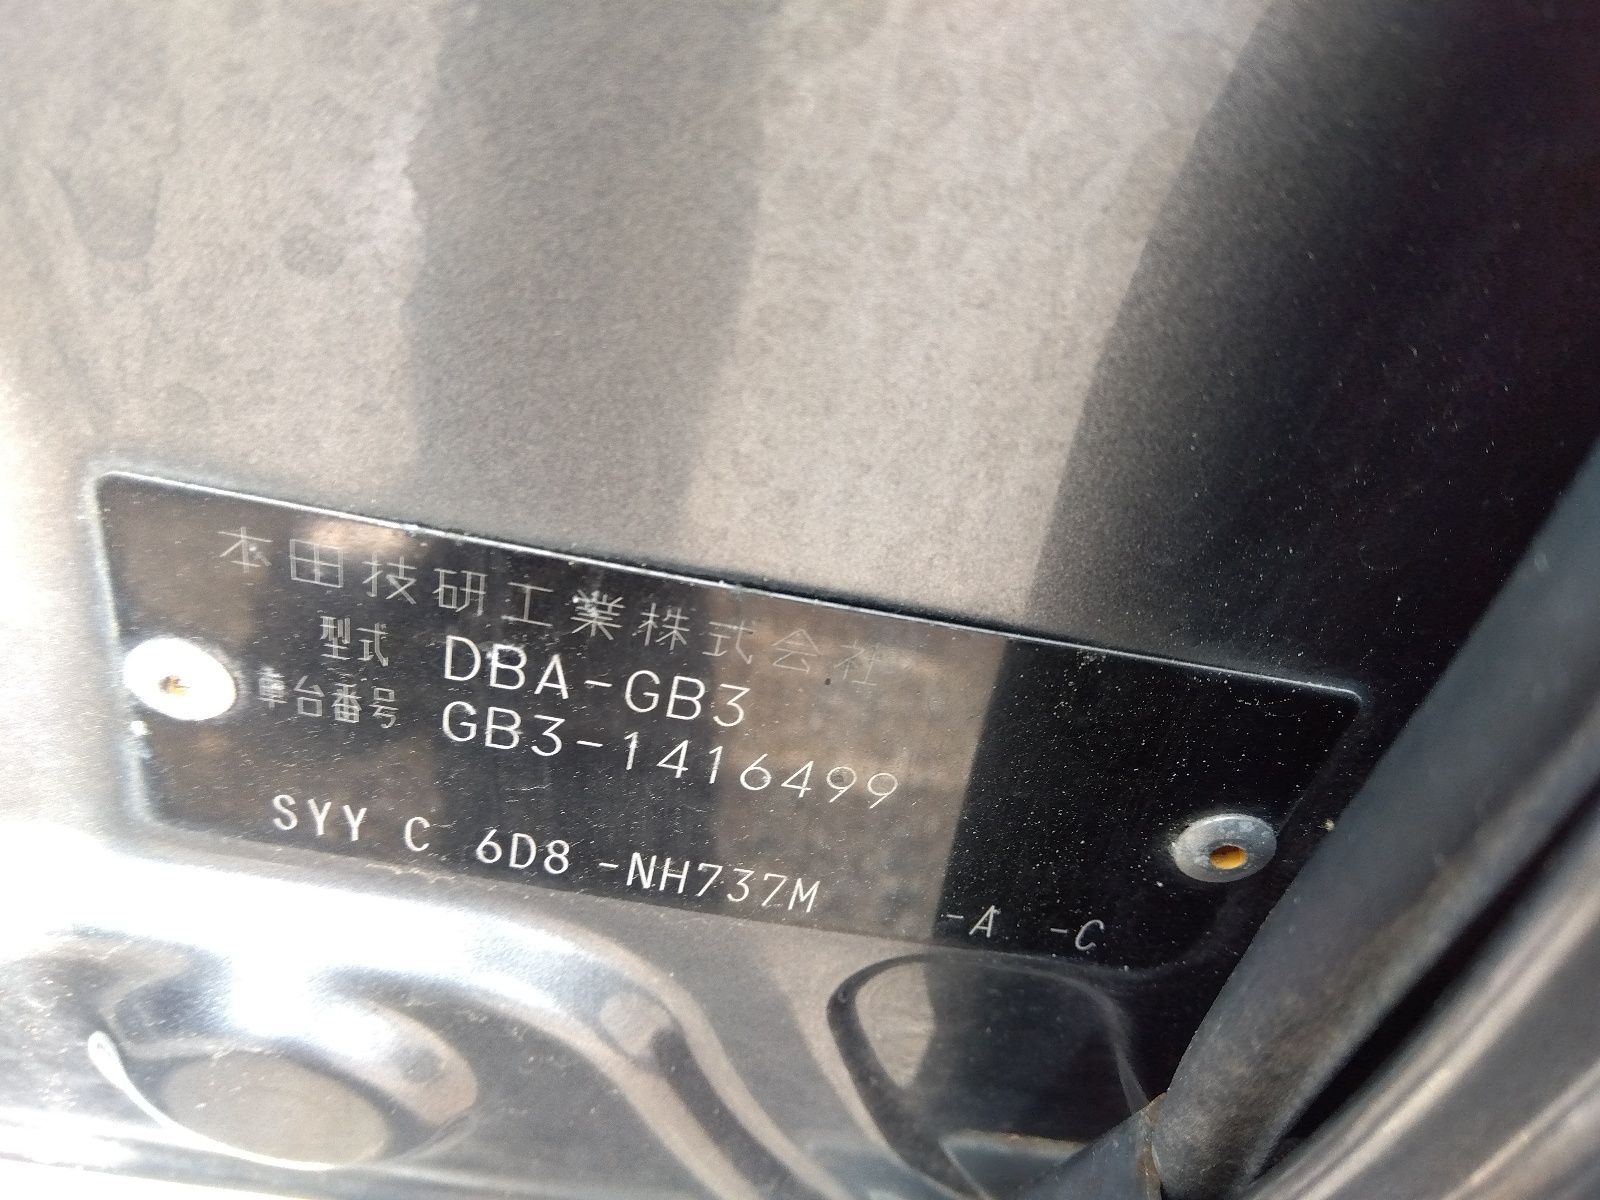 本田技研工業株式会社
型式 DBA-GB3
車台番号 GB3-1416499
SYY C 6D8 -NH737M -A -C